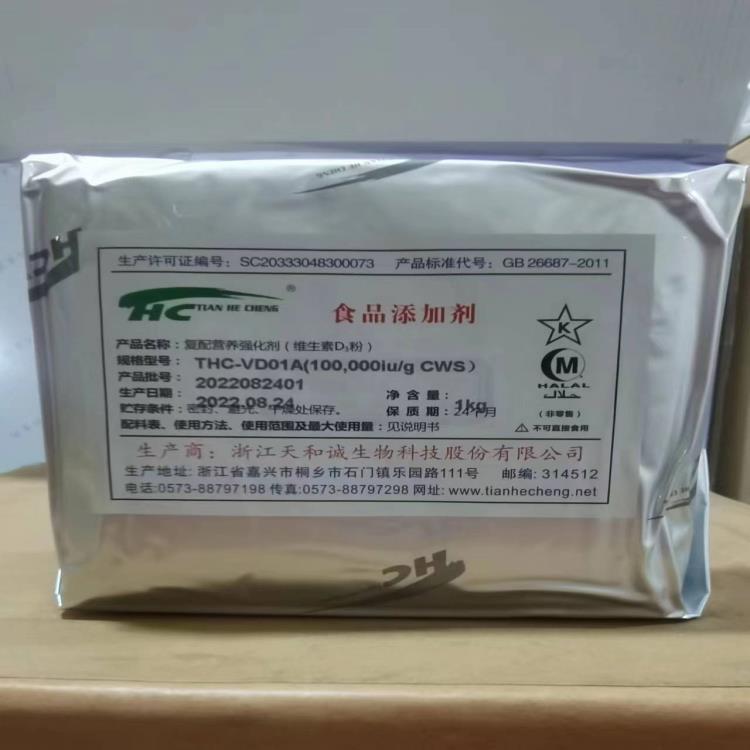 生产许可证编号：SC20333048300073 产品标准代号：GB 26687-2011
THC TIAN HE CHENG ®
食品添加剂
产品名称：复配营养强化剂（维生素D₃粉）
规格型号：THC-VD01A(100,000iu/g CWS）
产品批号：2022082401
生产日期：2022.08.24 净含量：1kg
贮存条件：密封、避光、干燥处保存。 保质期：24个月
配料表、使用方法、使用范围及最大使用量：见说明书
K
M
HALAL
حلال
（非零售）
不可直接食用
生产商：浙江天和诚生物科技股份有限公司
生产地址：浙江省嘉兴市桐乡市石门镇乐园路111号 邮编：314512
电话:0573-88797198 传真:0573-88797298 网址: www.tianhecheng.net
HC